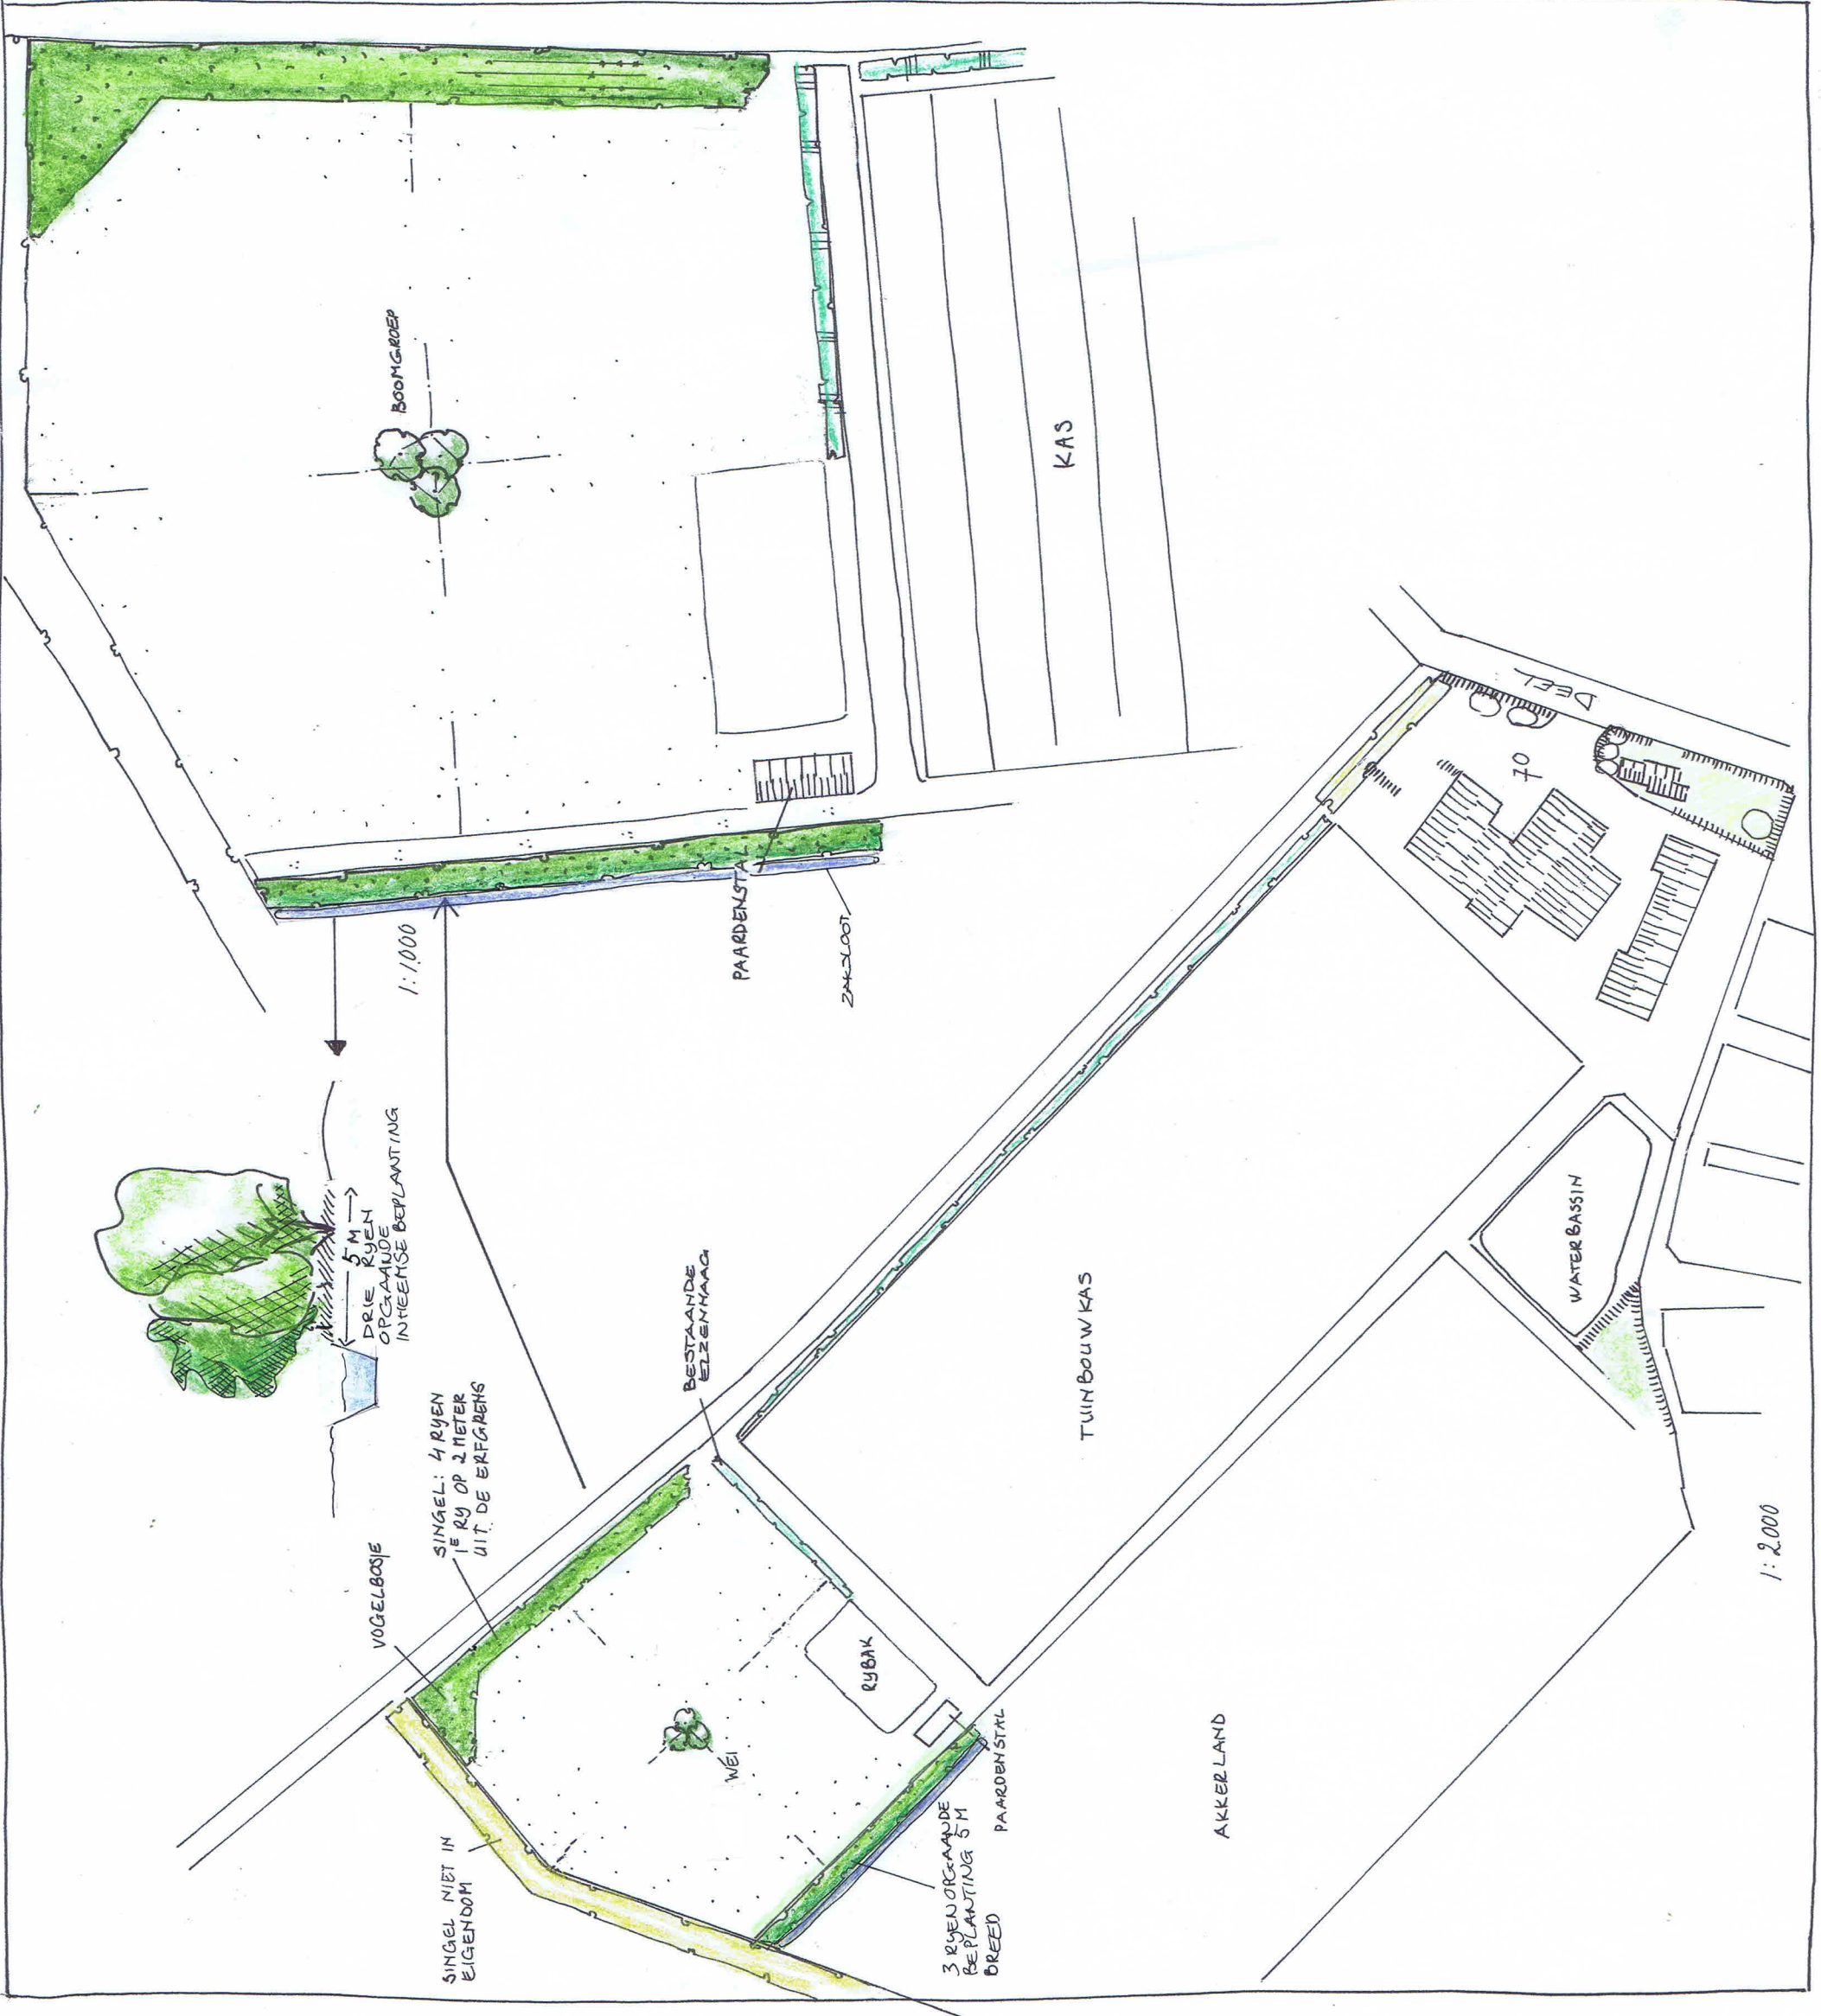 BOOMGROEP
KAS
DEEL
70
PAARDENSTAL
ZAKSLOOT
1:1000
5 M
DRIE RYEN
OPGAANDE
INHEEMSE BEPLANTING
SINGEL: 4 RYEN
1E RY OP 2 METER
UIT DE ERFGRENS
VOGELBOSJE
BESTAANDE
ELZENHAAG
TUINBOUWKAS
WATERBASSIN
RYBAK
WEI
PAARDENSTAL
SINGEL NIET IN
EIGENDOM
3 RYEN OPGAANDE
BEPLANTING 5 M
BREED
AKKERLAND
1:2000